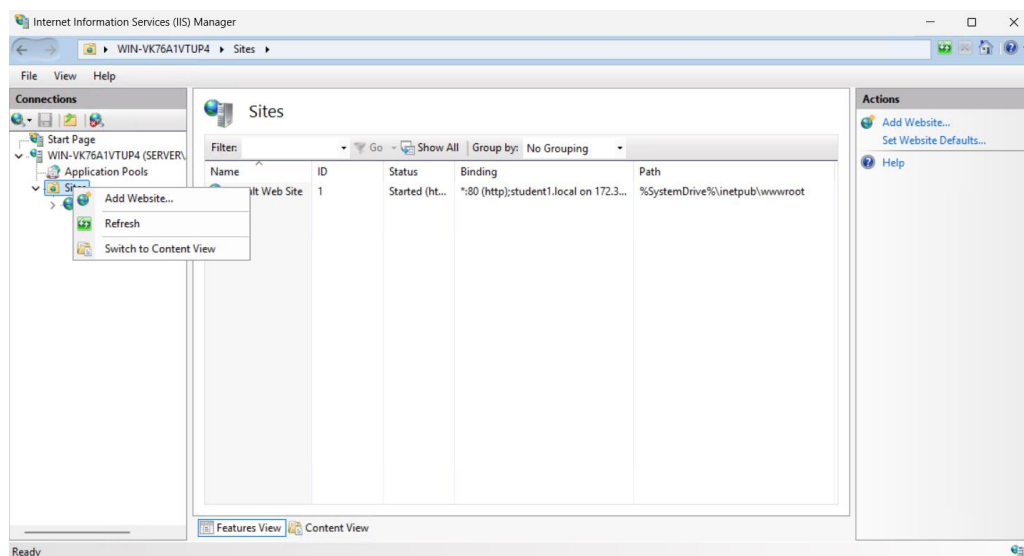 Internet Information Services (IIS) Manager
WIN-VK76A1VTUP4 Sites
File View Help
Connections
Start Page
WIN-VK76A1VTUP4 (SERVER\
Application Pools
Sites
Add Website...
Refresh
Switch to Content View
Sites
Filter: Go Show All Group by: No Grouping
Name ID Status Binding Path
ult Web Site 1 Started (ht... *:80 (http);student1.local on 172.3... %SystemDrive%\inetpub\wwwroot
Features View Content View
Actions
Add Website...
Set Website Defaults...
Help
Ready